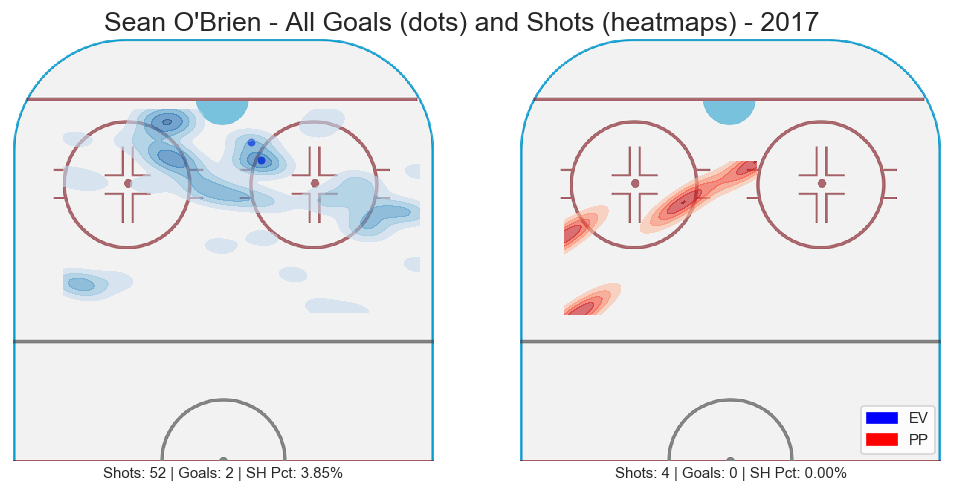 Sean O'Brien - All Goals (dots) and Shots (heatmaps) - 2017
EV
PP
Shots: 52 | Goals: 2 | SH Pct: 3.85%
Shots: 4 | Goals: 0 | SH Pct: 0.00%